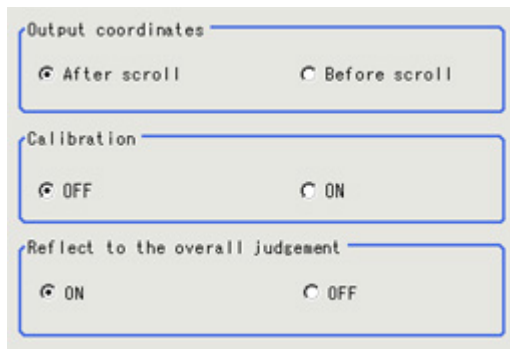 Output coordinates
After scroll Before scroll
Calibration
OFF ON
Reflect to the overall judgement
ON OFF